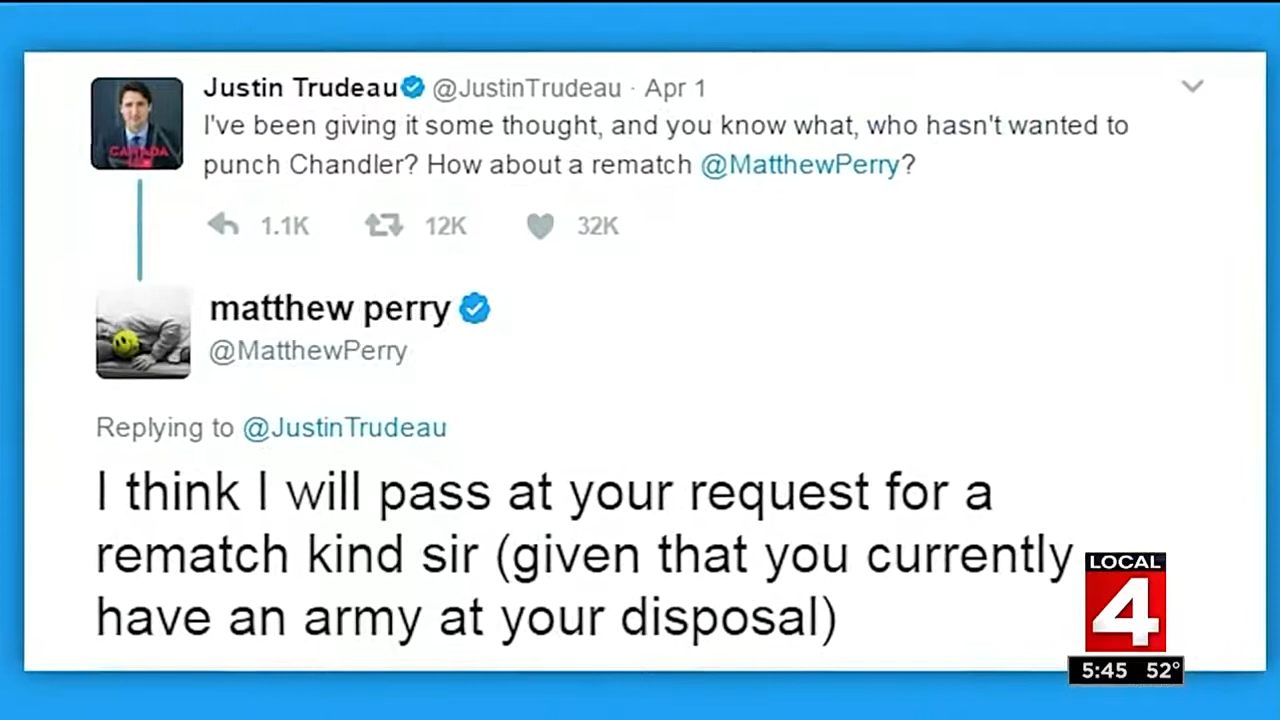 Justin Trudeau @JustinTrudeau · Apr 1
I've been giving it some thought, and you know what, who hasn't wanted to
punch Chandler? How about a rematch @MatthewPerry?
1.1K 12K 32K
CANADA
matthew perry
@MatthewPerry
Replying to @JustinTrudeau
I think I will pass at your request for a
rematch kind sir (given that you currently
have an army at your disposal)
LOCAL
4
5:45 52°